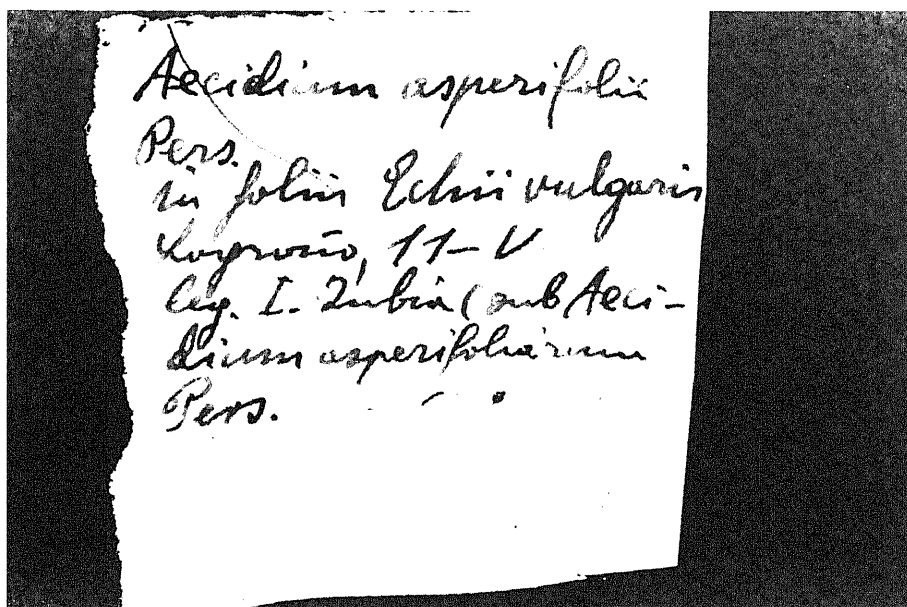 Aecidium asperifolii
Pers.
in foliis Echii vulgaris
Logroño, 11-V
leg. I. Zubia (sub Aeci-
dium asperifoliarum
Pers.